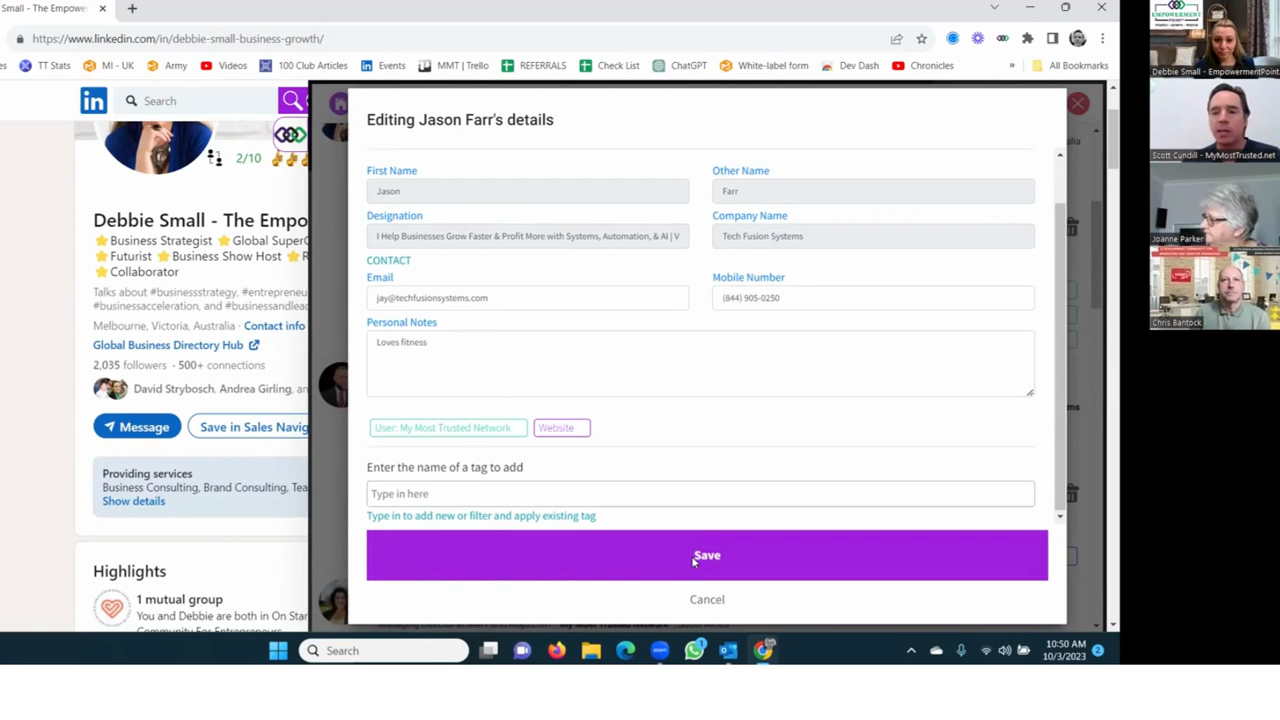 Small - The Empowe
https://www.linkedin.com/in/debbie-small-business-growth/
TT Stats
MI - UK
Army
Videos
100 Club Articles
Events
MMT | Trello
REFERRALS
Check List
ChatGPT
White-label form
Dev Dash
Chronicles
»
All Bookmarks
Search
2/10
Debbie Small - The Empo
Business Strategist
Global SuperC
Futurist
Business Show Host
Collaborator
Talks about #businessstrategy, #entreprene
#businessacceleration, and #businessandlead
Melbourne, Victoria, Australia · Contact info
Global Business Directory Hub
2,035 followers · 500+ connections
David Strybosch, Andrea Girling, an
Message
Save in Sales Navig
Providing services
Business Consulting, Brand Consulting, Tea
Show details
Highlights
1 mutual group
You and Debbie are both in On Star
Community For Entrepreneurs
Editing Jason Farr's details
First Name
Other Name
Jason
Farr
Designation
Company Name
I Help Businesses Grow Faster & Profit More with Systems, Automation, & AI | V
Tech Fusion Systems
CONTACT
Email
Mobile Number
jay@techfusionsystems.com
(844) 905-0250
Personal Notes
Loves fitness
User: My Most Trusted Network
Website
Enter the name of a tag to add
Type in here
Type in to add new or filter and apply existing tag
Save
Cancel
Search
10:50 AM
10/3/2023
2
EMPOWERMENT
Debbie Small - EmpowermentPoint
Scott Cundill - MyMostTrusted.net
Joanne Parker
Chris Bantock